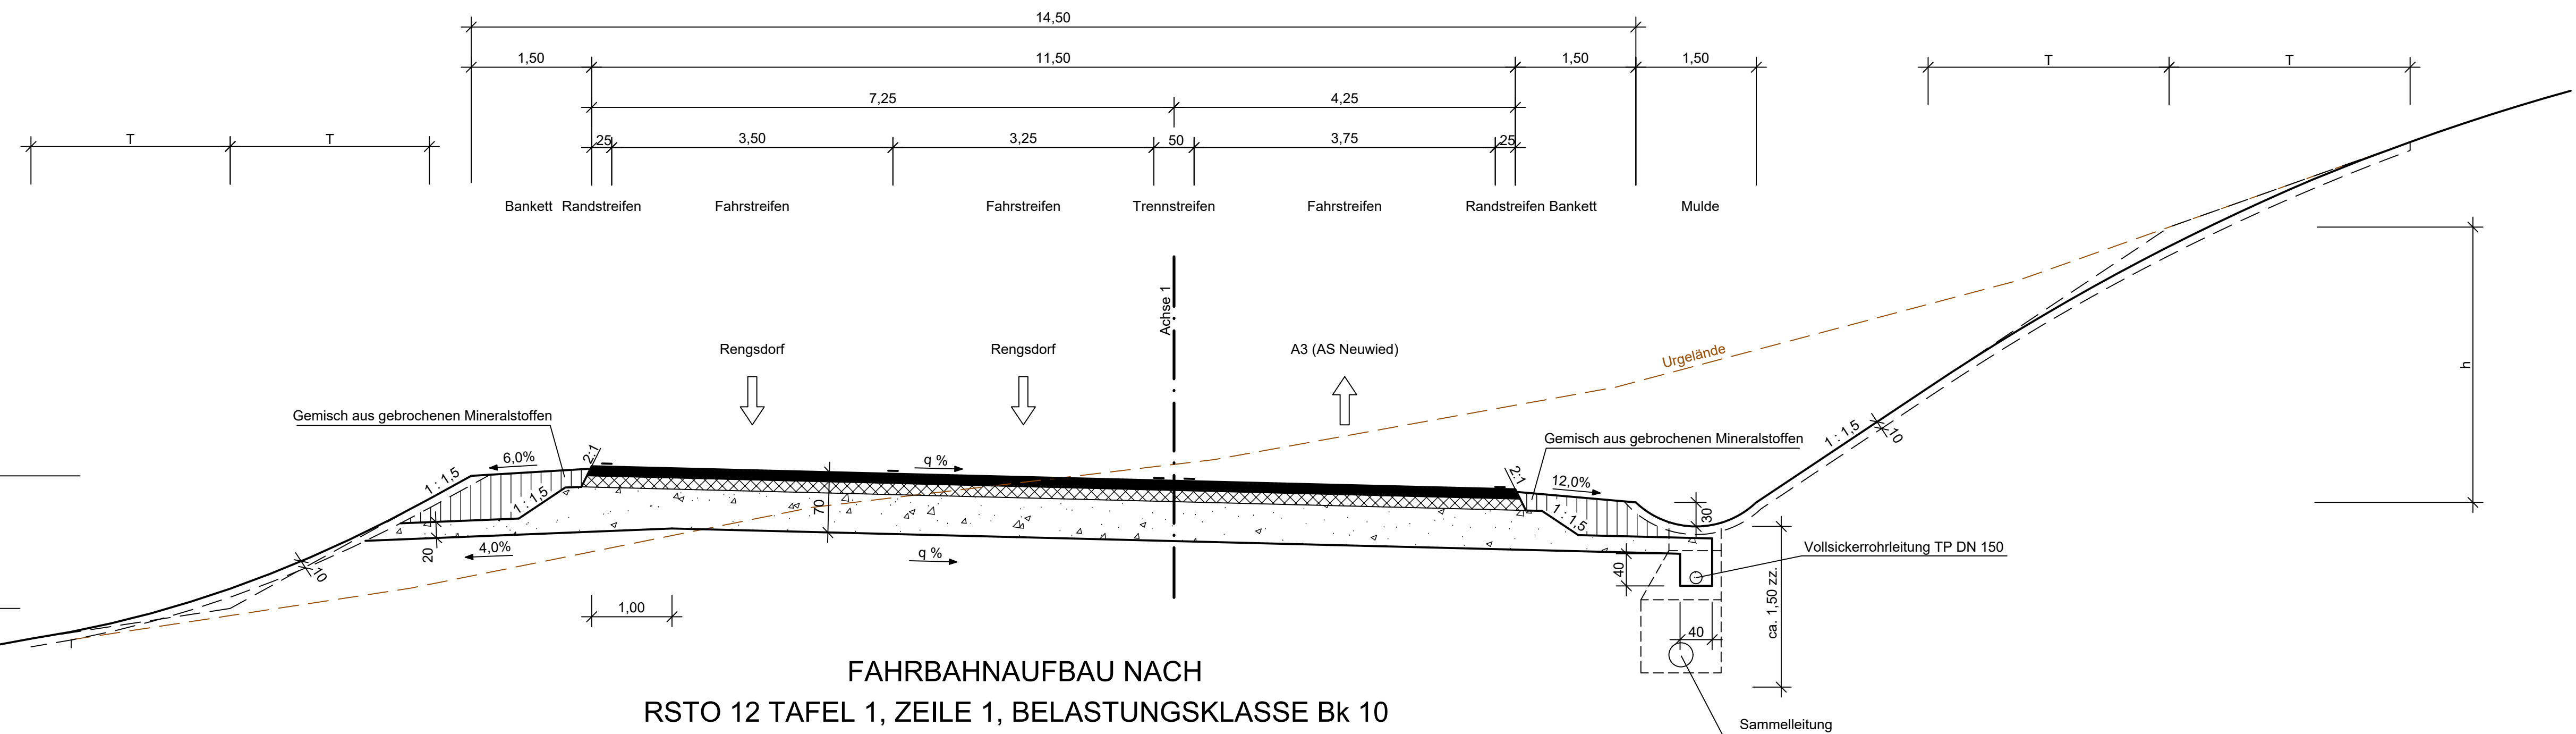 14,50
1,50 11,50 1,50 1,50 T T
7,25 4,25
T T 25 3,50 3,25 50 3,75 25
Bankett Randstreifen Fahrstreifen Fahrstreifen Trennstreifen Fahrstreifen Randstreifen Bankett Mulde
Achse 1
Rengsdorf Rengsdorf A3 (AS Neuwied)
Urgelände
h
Gemisch aus gebrochenen Mineralstoffen
Gemisch aus gebrochenen Mineralstoffen
1 : 1,5
10
1 : 1,5 6,0% 2:1 q %
2:1 12,0%
1 : 1,5 70 1 : 1,5 30
20 4,0% q %
10
40 Vollsickerrohrleitung TP DN 150
ca. 1,50 zz.
1,00 40
FAHRBAHNAUFBAU NACH
RSTO 12 TAFEL 1, ZEILE 1, BELASTUNGSKLASSE Bk 10
Sammelleitung